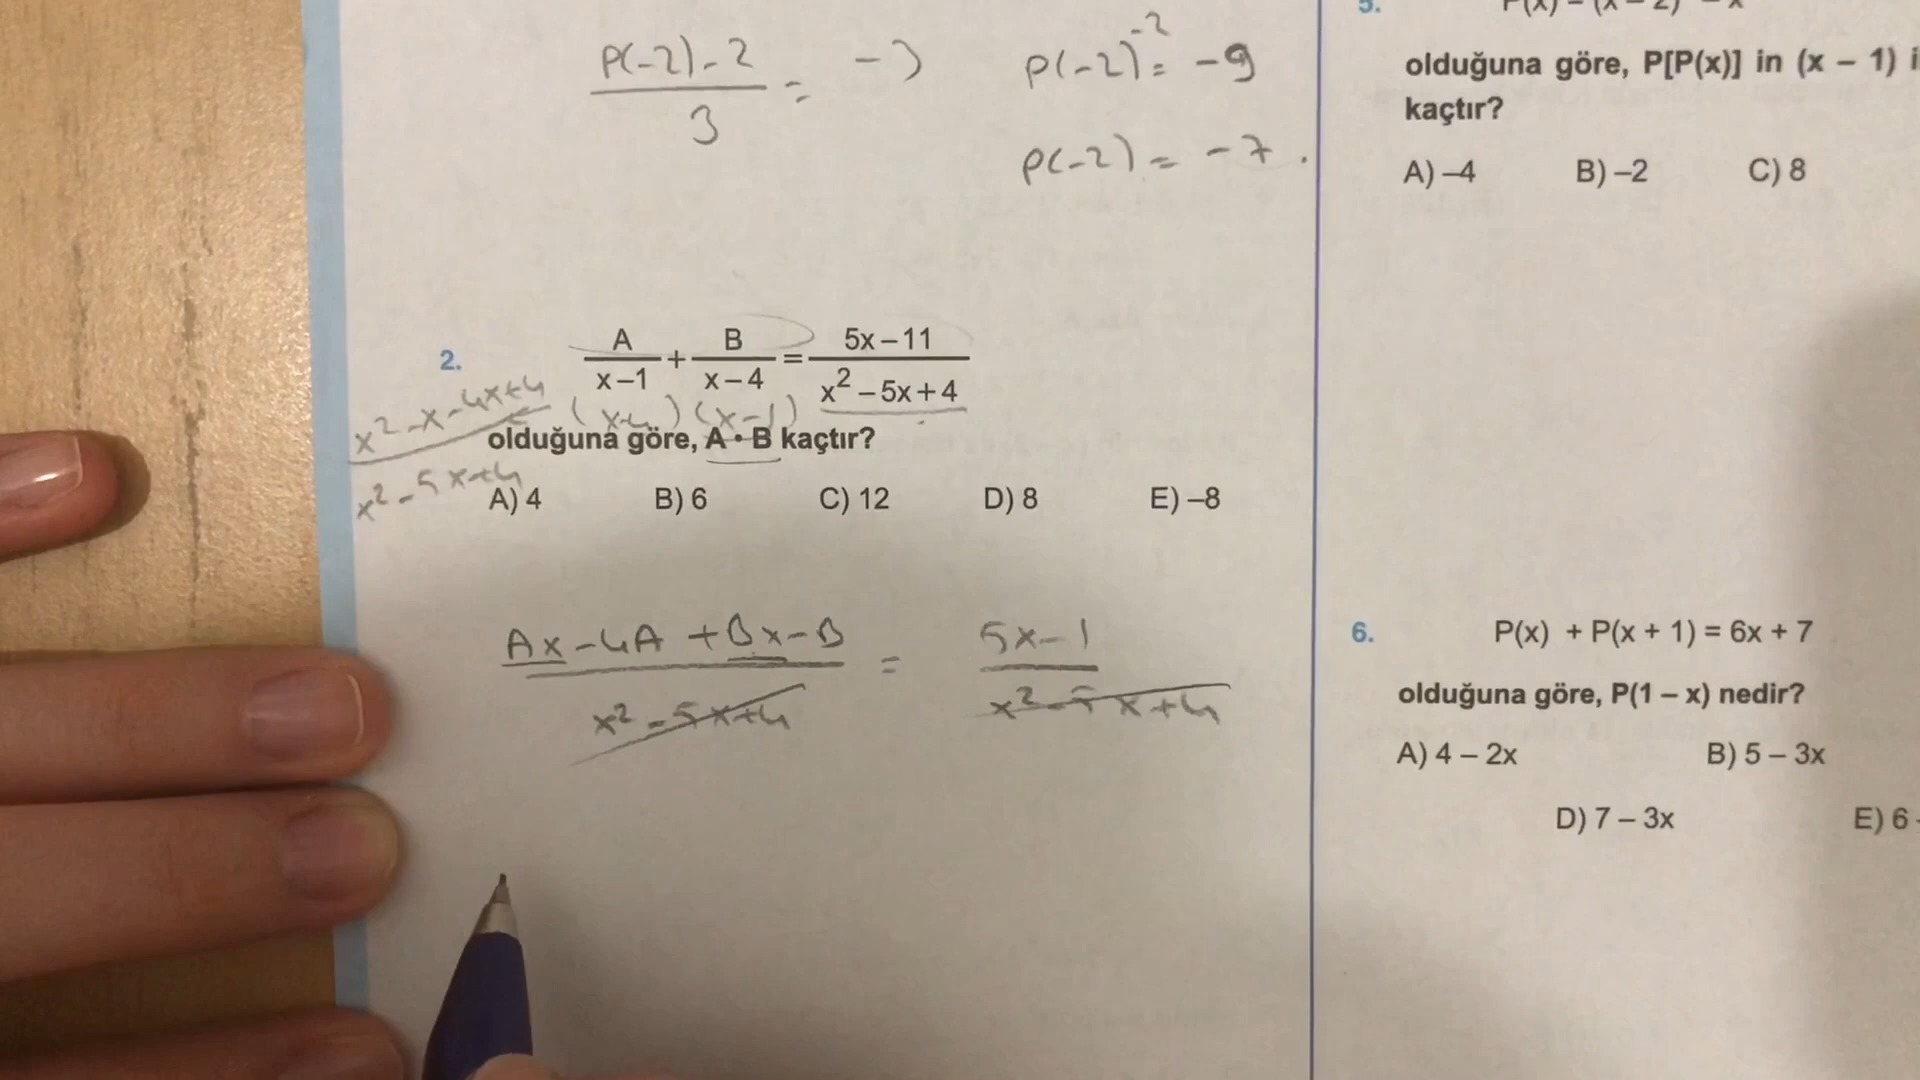 P(-2)-2 / 3 = -3
P(-2)-2 = -9
P(-2) = -7
2. A/(x–1) + B/(x–4) = (5x–11)/(x² – 5x + 4)
(x-4) (x-1)
x²-x-4x+4
x²-5x+4
olduğuna göre, A • B kaçtır?
A) 4 B) 6 C) 12 D) 8 E) –8
Ax-4A+Bx-B / x²-5x+4 = 5x-1 / x²-5x+4
5.
olduğuna göre, P[P(x)] in (x – 1)
kaçtır?
A) –4 B) –2 C) 8
6. P(x) + P(x + 1) = 6x + 7
olduğuna göre, P(1 – x) nedir?
A) 4 – 2x B) 5 – 3x
D) 7 – 3x E) 6